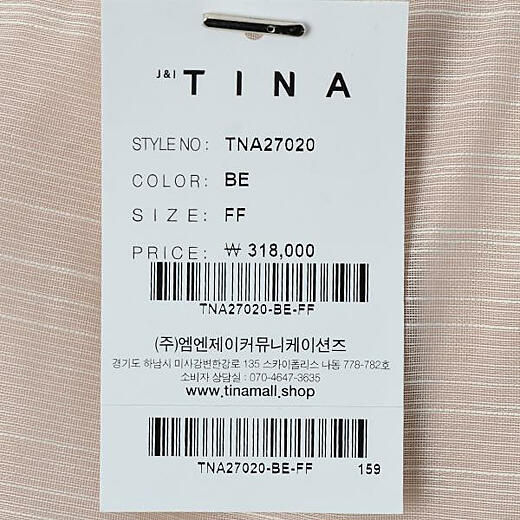 J&I TINA
STYLE NO : TNA27020
COLOR: BE
SIZE: FF
PRICE: ₩ 318,000
TNA27020-BE-FF
(주)엠엔제이커뮤니케이션즈
경기도 하남시 미사강변한강로 135 스카이폴리스 나동 778-782호
소비자 상담실 : 070-4647-3635
www.tinamall.shop
TNA27020-BE-FF 159